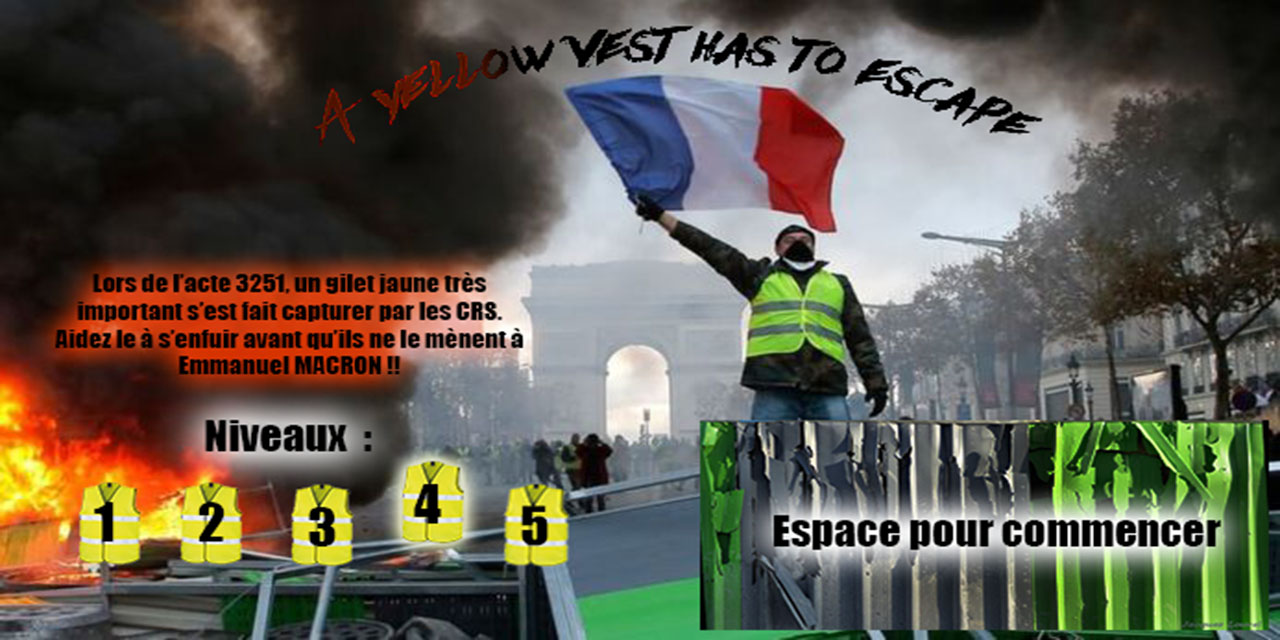 A YELLOW VEST HAS TO ESCAPE
Lors de l'acte 3251, un gilet jaune très
important s'est fait capturer par les CRS.
Aidez le à s'enfuir avant qu'ils ne le mènent à
Emmanuel MACRON !!
Niveaux :
1 2 3 4 5
Espace pour commencer